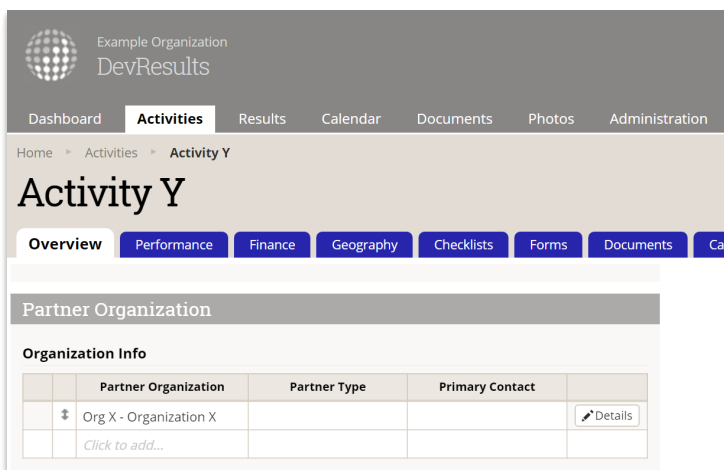 Example Organization
DevResults
Dashboard Activities Results Calendar Documents Photos Administration
Home Activities Activity Y
Activity Y
Overview Performance Finance Geography Checklists Forms Documents Ca
Partner Organization
Organization Info
Partner Organization Partner Type Primary Contact
Org X - Organization X Details
Click to add...